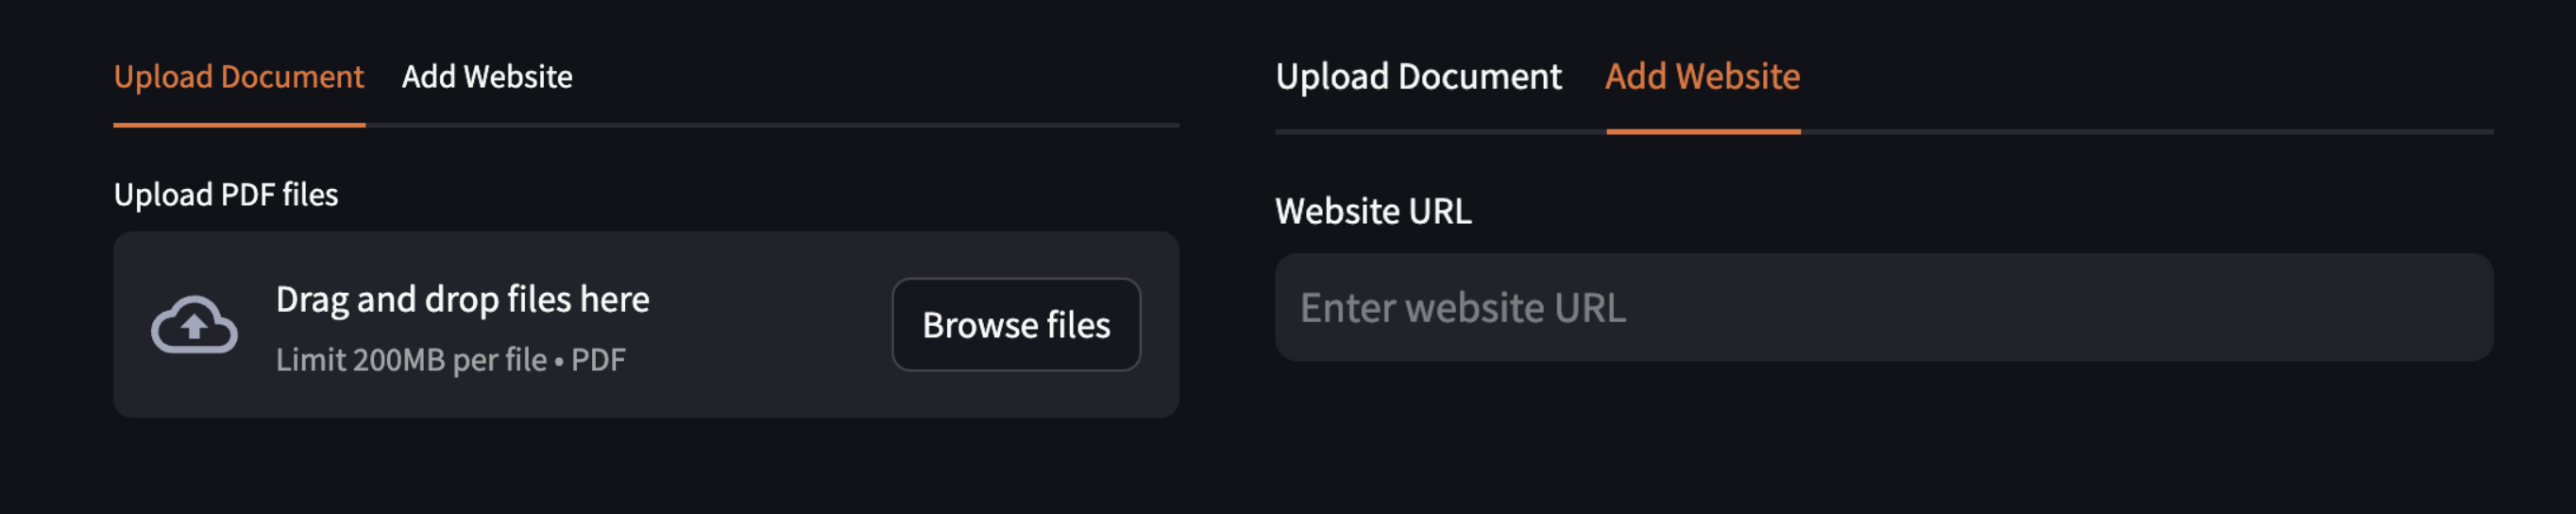 Upload Document Add Website
Upload PDF files
Drag and drop files here
Limit 200MB per file • PDF
Browse files
Upload Document Add Website
Website URL
Enter website URL